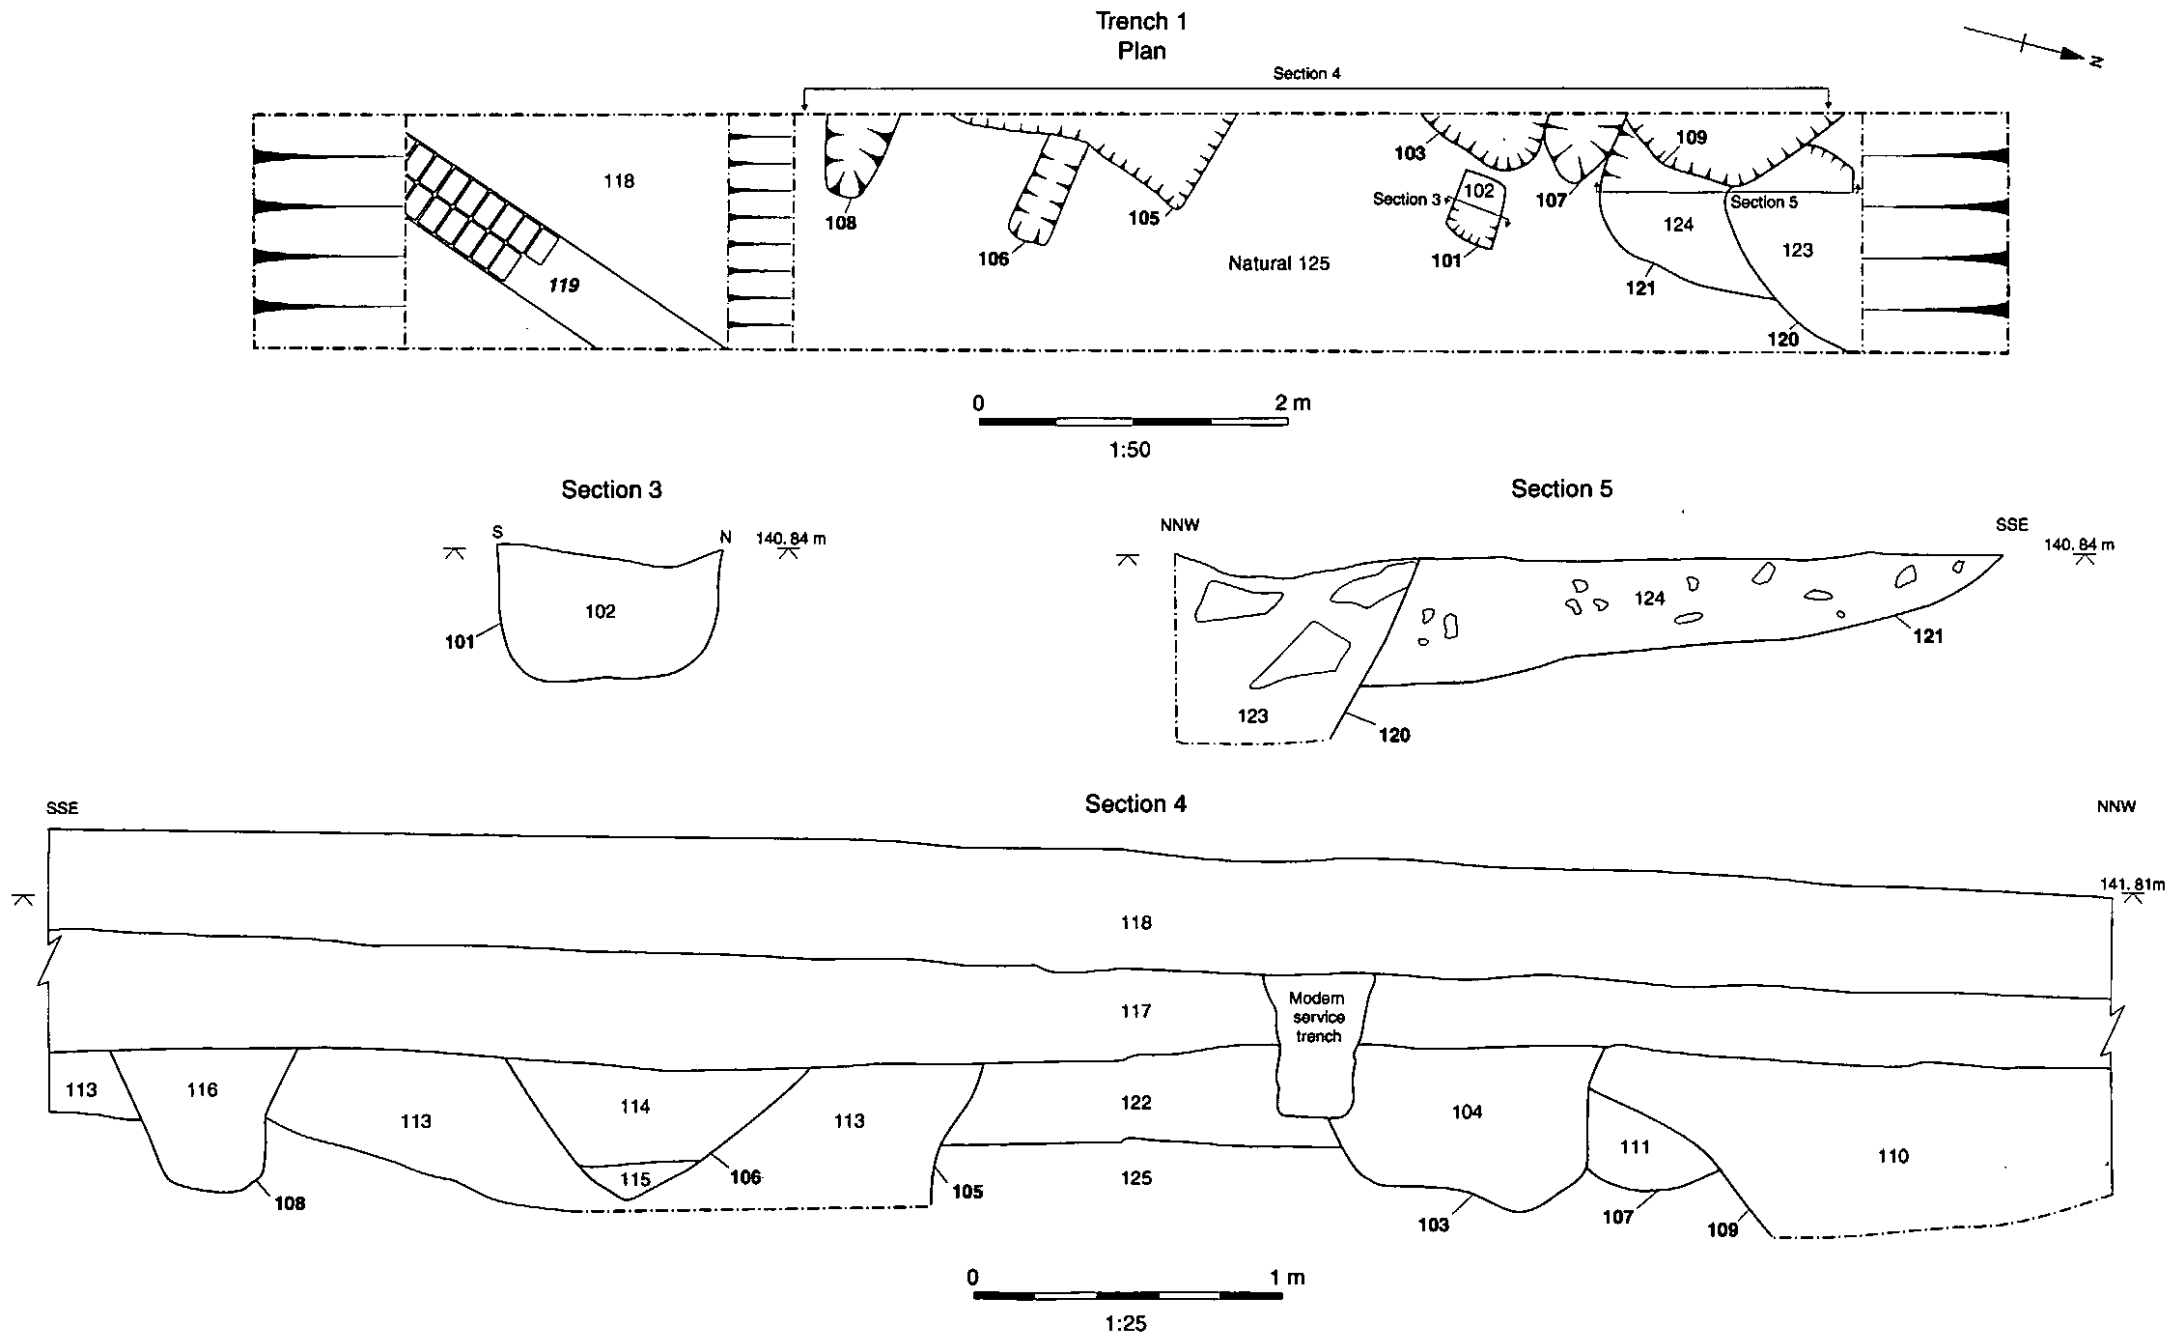 Trench 1
Plan
N
Section 4
118
119
108
106
105
Natural 125
103
102
Section 3
101
107
109
Section 5
124
123
121
120
0 2 m
1:50
Section 3
S
N
140.84 m
102
101
Section 5
NNW
SSE
140.84 m
124
121
123
120
SSE
Section 4
NNW
141.81m
118
117
Modern
service
trench
113
116
113
114
113
122
104
111
110
115
106
105
125
108
103
107
109
0 1 m
1:25